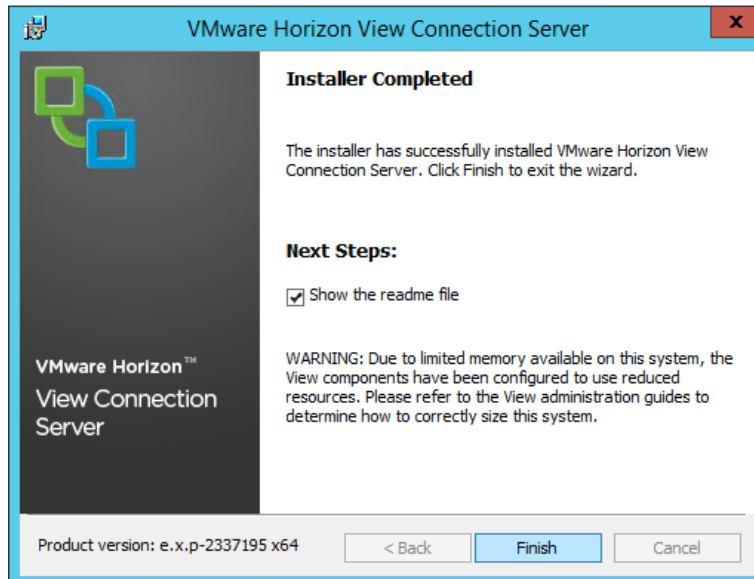 VMware Horizon View Connection Server
x
Installer Completed
The installer has successfully installed VMware Horizon View
Connection Server. Click Finish to exit the wizard.
Next Steps:
Show the readme file
WARNING: Due to limited memory available on this system, the
View components have been configured to use reduced
resources. Please refer to the View administration guides to
determine how to correctly size this system.
VMware Horizon™
View Connection
Server
Product version: e.x.p-2337195 x64
< Back
Finish
Cancel